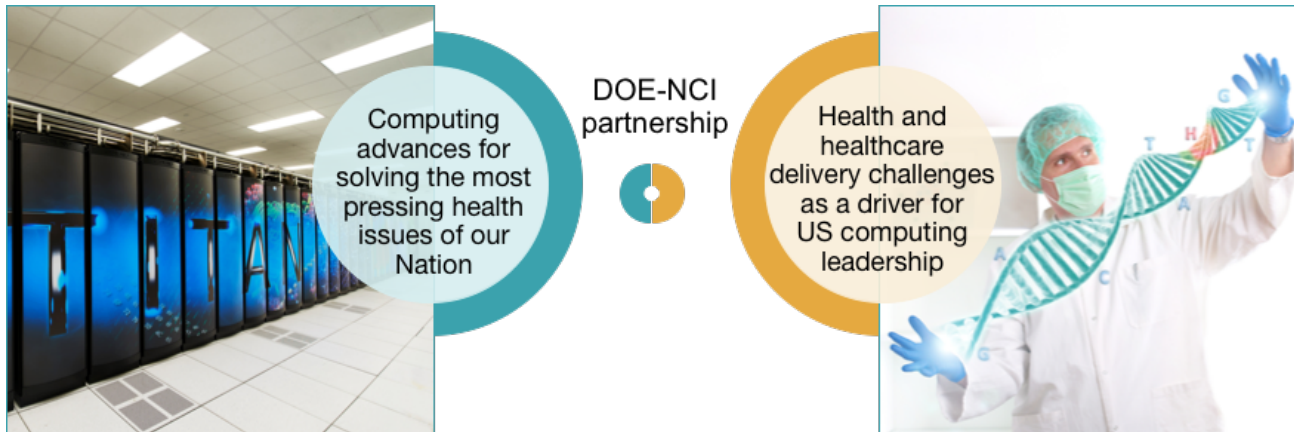 TITAN
Computing
advances for
solving the most
pressing health
issues of our
Nation
DOE-NCI
partnership
Health and
healthcare
delivery challenges
as a driver for
US computing
leadership
G
T
H
T
A
A
C
G